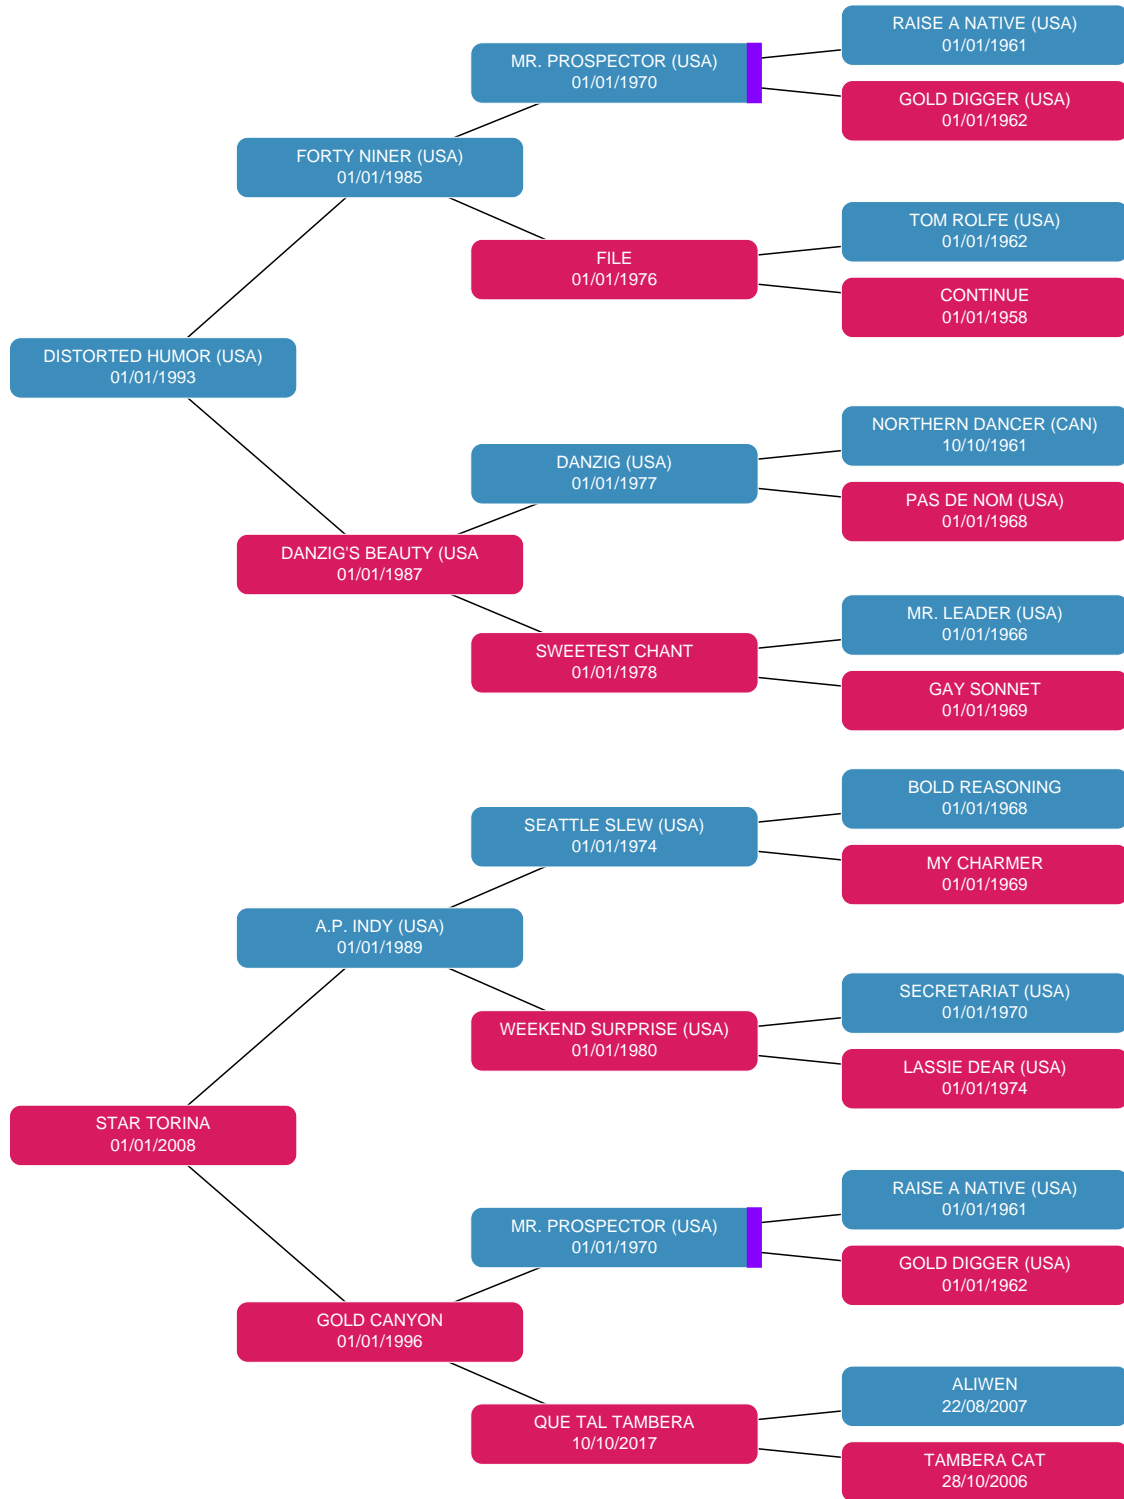 RAISE A NATIVE (USA)
01/01/1961
MR. PROSPECTOR (USA)
01/01/1970
GOLD DIGGER (USA)
01/01/1962
FORTY NINER (USA)
01/01/1985
TOM ROLFE (USA)
01/01/1962
FILE
01/01/1976
CONTINUE
01/01/1958
DISTORTED HUMOR (USA)
01/01/1993
NORTHERN DANCER (CAN)
10/10/1961
DANZIG (USA)
01/01/1977
PAS DE NOM (USA)
01/01/1968
DANZIG'S BEAUTY (USA
01/01/1987
MR. LEADER (USA)
01/01/1966
SWEETEST CHANT
01/01/1978
GAY SONNET
01/01/1969
BOLD REASONING
01/01/1968
SEATTLE SLEW (USA)
01/01/1974
MY CHARMER
01/01/1969
A.P. INDY (USA)
01/01/1989
SECRETARIAT (USA)
01/01/1970
WEEKEND SURPRISE (USA)
01/01/1980
LASSIE DEAR (USA)
01/01/1974
STAR TORINA
01/01/2008
RAISE A NATIVE (USA)
01/01/1961
MR. PROSPECTOR (USA)
01/01/1970
GOLD DIGGER (USA)
01/01/1962
GOLD CANYON
01/01/1996
ALIWEN
22/08/2007
QUE TAL TAMBERA
10/10/2017
TAMBERA CAT
28/10/2006